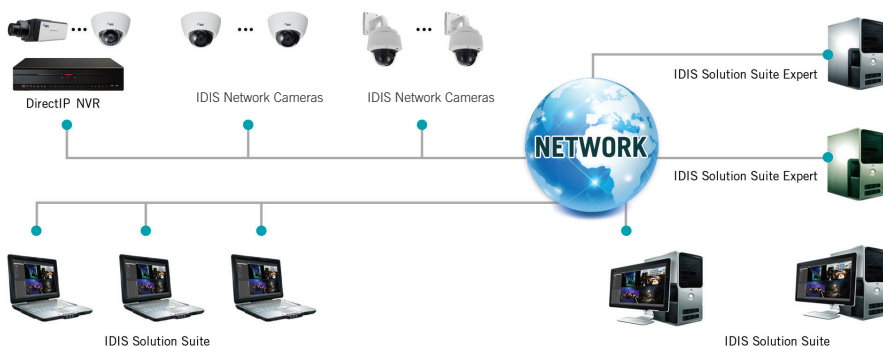 IDIS Solution Suite Expert
DirectIP NVR
IDIS Network Cameras
IDIS Network Cameras
NETWORK
IDIS Solution Suite Expert
IDIS Solution Suite
IDIS Solution Suite